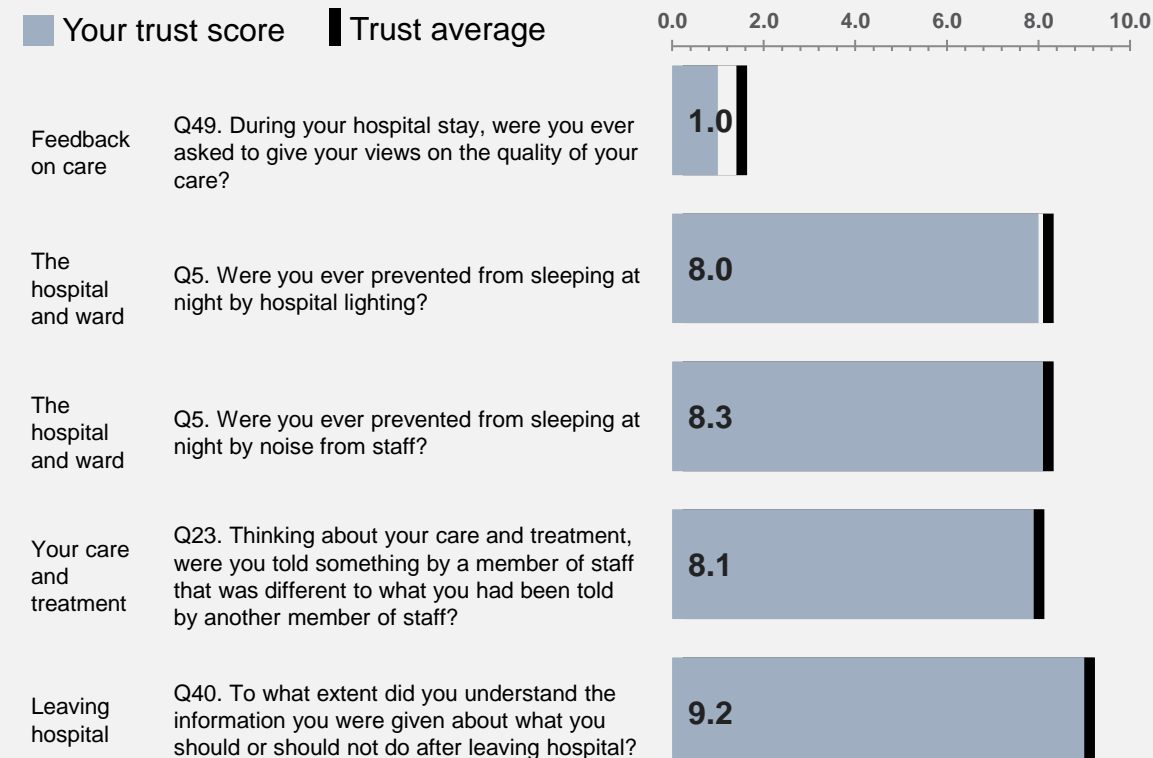 Your trust score
Trust average
0.0 2.0 4.0 6.0 8.0 10.0
Feedback
on care
Q49. During your hospital stay, were you ever
asked to give your views on the quality of your
care?
1.0
The
hospital
and ward
Q5. Were you ever prevented from sleeping at
night by hospital lighting?
8.0
The
hospital
and ward
Q5. Were you ever prevented from sleeping at
night by noise from staff?
8.3
Your care
and
treatment
Q23. Thinking about your care and treatment,
were you told something by a member of staff
that was different to what you had been told
by another member of staff?
8.1
Leaving
hospital
Q40. To what extent did you understand the
information you were given about what you
should or should not do after leaving hospital?
9.2